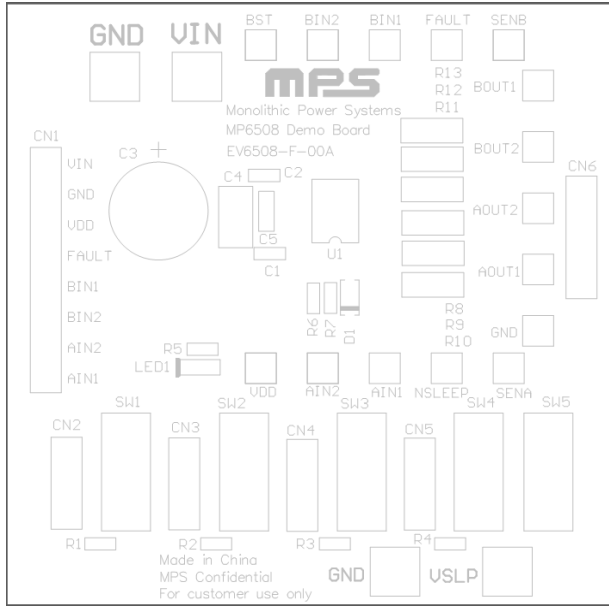 GND VIN
BST BIN2 BIN1 FAULT SENB
MPS
R13
R12
R11
BOUT1
Monolithic Power Systems
MP6508 Demo Board
EV6508-F-00A
CN1
VIN
GND
VDD
FAULT
BIN1
BIN2
AIN2
AIN1
C3
C4
C2
C5
C1
U1
BOUT2
AOUT2
AOUT1
CN6
GND
R6
R7
D1
R8
R9
R10
R5
LED1
VDD AIN2 AIN1 NSLEEP SENA
CN2 SW1 CN3 SW2 CN4 SW3 CN5 SW4 SW5
R1 R2 R3 R4
Made in China
MPS Confidential
For customer use only
GND VSLP